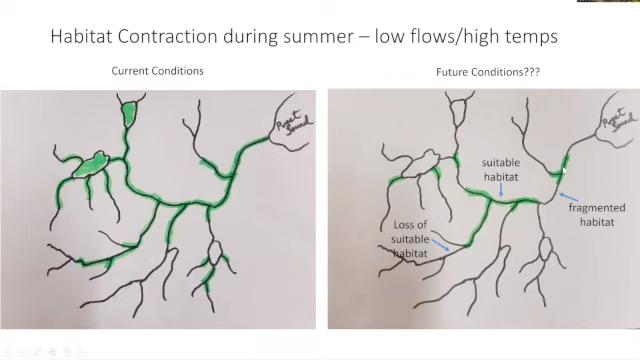 Habitat Contraction during summer – low flows/high temps
Current Conditions
Future Conditions???
Puget
Sound
Puget
Sound
suitable
habitat
fragmented
habitat
Loss of
suitable
habitat